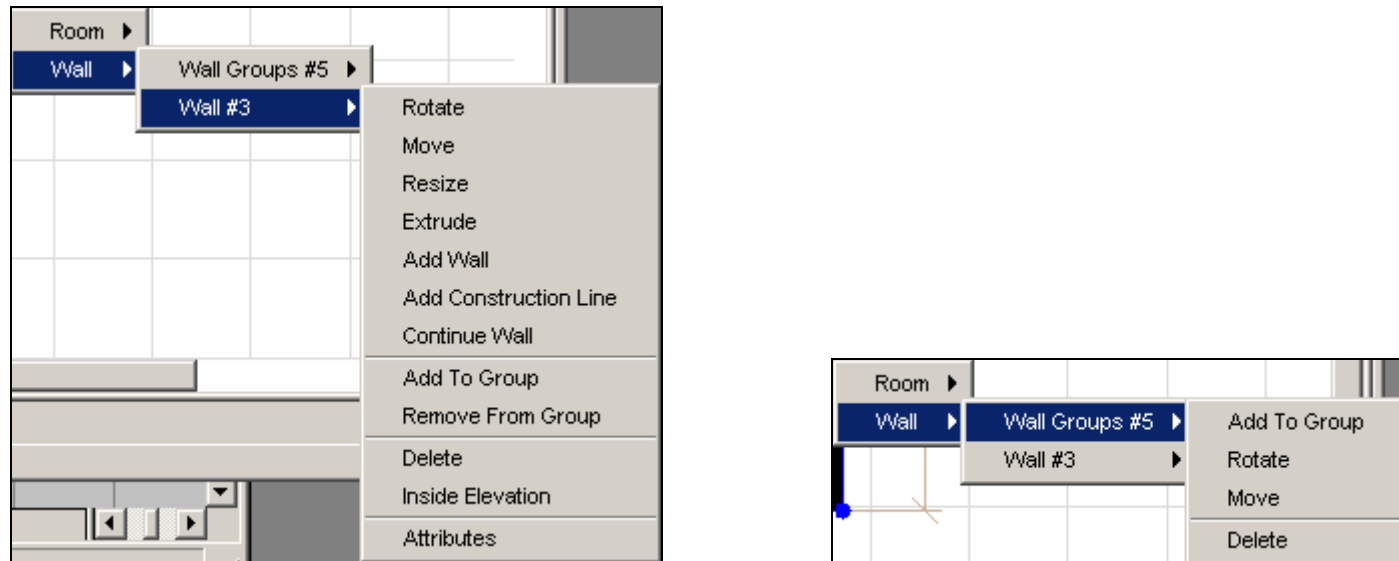 Room
Wall
Wall Groups #5
Wall #3
Rotate
Move
Resize
Extrude
Add Wall
Add Construction Line
Continue Wall
Add To Group
Remove From Group
Delete
Inside Elevation
Attributes
Room
Wall
Wall Groups #5
Wall #3
Add To Group
Rotate
Move
Delete